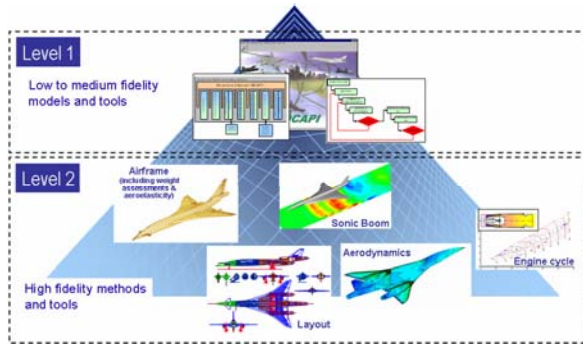 Level 1
Low to medium fidelity
models and tools
OCAPI
Level 2
Airframe
(including weight
assessments &
aeroelasticity)
Sonic Boom
Aerodynamics
Engine cycle
High fidelity methods
and tools
Layout